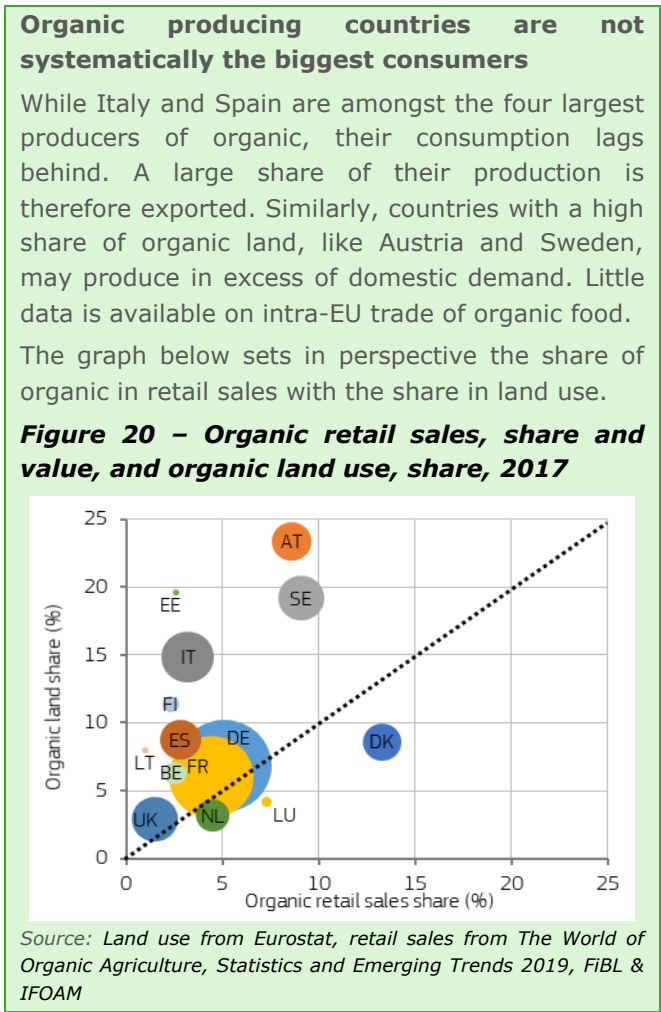 Organic producing countries are not
systematically the biggest consumers
While Italy and Spain are amongst the four largest
producers of organic, their consumption lags
behind. A large share of their production is
therefore exported. Similarly, countries with a high
share of organic land, like Austria and Sweden,
may produce in excess of domestic demand. Little
data is available on intra-EU trade of organic food.
The graph below sets in perspective the share of
organic in retail sales with the share in land use.
Figure 20 – Organic retail sales, share and
value, and organic land use, share, 2017
Organic land share (%)
25
20
15
10
5
0
AT
SE
EE
IT
FI
ES
DE
DK
LT
BE
FR
UK
NL
LU
0 5 10 15 20 25
Organic retail sales share (%)
Source: Land use from Eurostat, retail sales from The World of
Organic Agriculture, Statistics and Emerging Trends 2019, FiBL &
IFOAM